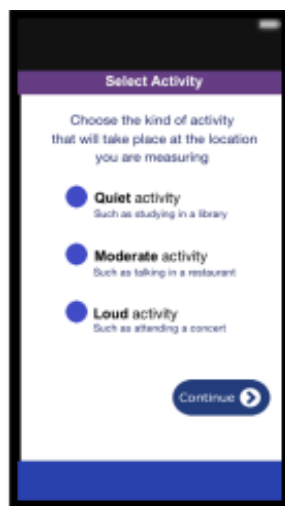 Select Activity
Choose the kind of activity
that will take place at the location
you are measuring
Quiet activity
Such as studying in a library
Moderate activity
Such as talking in a restaurant
Loud activity
Such as attending a concert
Continue